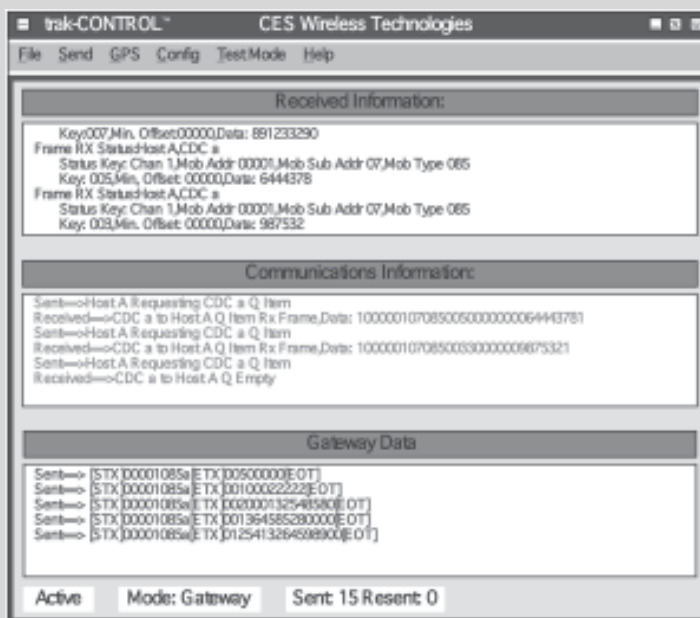 trak-CONTROL™ CES Wireless Technologies
File Send GPS Config TestMode Help
Received Information:
Key:007,Min. Offset:00000,Data: 891233290
Frame RX Status:Host A,CDC a
Status Key: Chan 1,Mob Addr 00001,Mob Sub Addr 07,Mob Type 085
Key: 005,Min, Offset: 00000,Data: 6444378
Frame RX Status:Host A,CDC a
Status Key: Chan 1,Mob Addr 00001,Mob Sub Addr 07,Mob Type 085
Key: 003,Min. Offset: 00000,Data: 987532
Communications Information:
Sent==>Host A Requesting CDC a Q Item
Received==>CDC a to Host A Q Item Rx Frame,Data:
Sent==>Host A Requesting CDC a Q Item
Received==>CDC a to Host A Q Item Rx Frame,Data:
Sent==>Host A Requesting CDC a Q Item
Received==>CDC a to Host A Q Empty
Gateway Data
Sent==> [STX]00001085a[ETX]00500000[EOT]
Sent==> [STX]00001085a[ETX]00100022222[EOT]
Sent==> [STX]00001085a[ETX]002000132548580[EOT]
Sent==> [STX]00001085a[ETX]001364585280000[EOT]
Sent==> [STX]00001085a[ETX]0125413264598900[EOT]
Active Mode: Gateway Sent: 15 Resent: 0